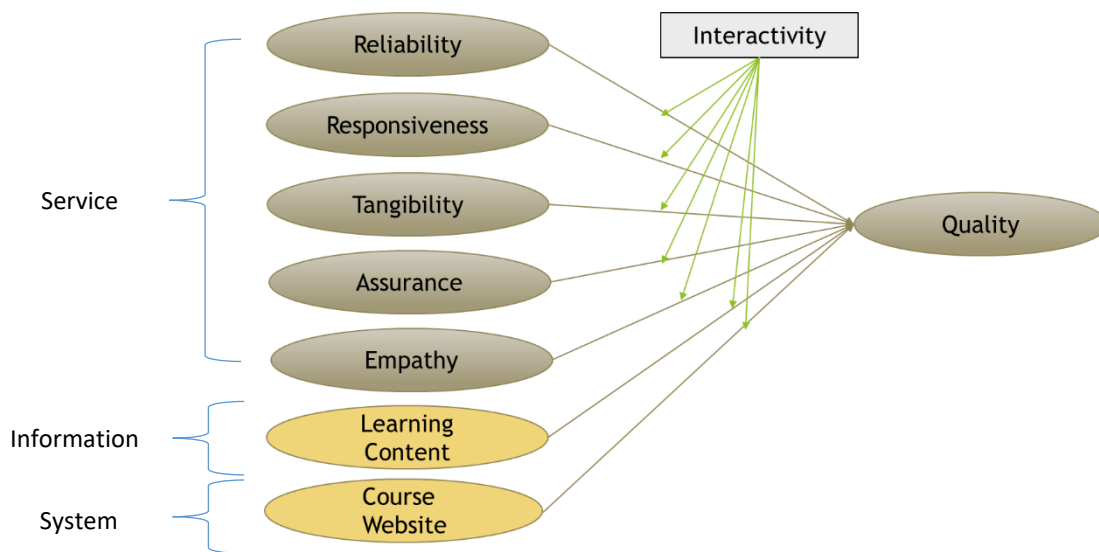 Reliability
Interactivity
Responsiveness
Service
Tangibility
Quality
Assurance
Empathy
Information
Learning
Content
System
Course
Website